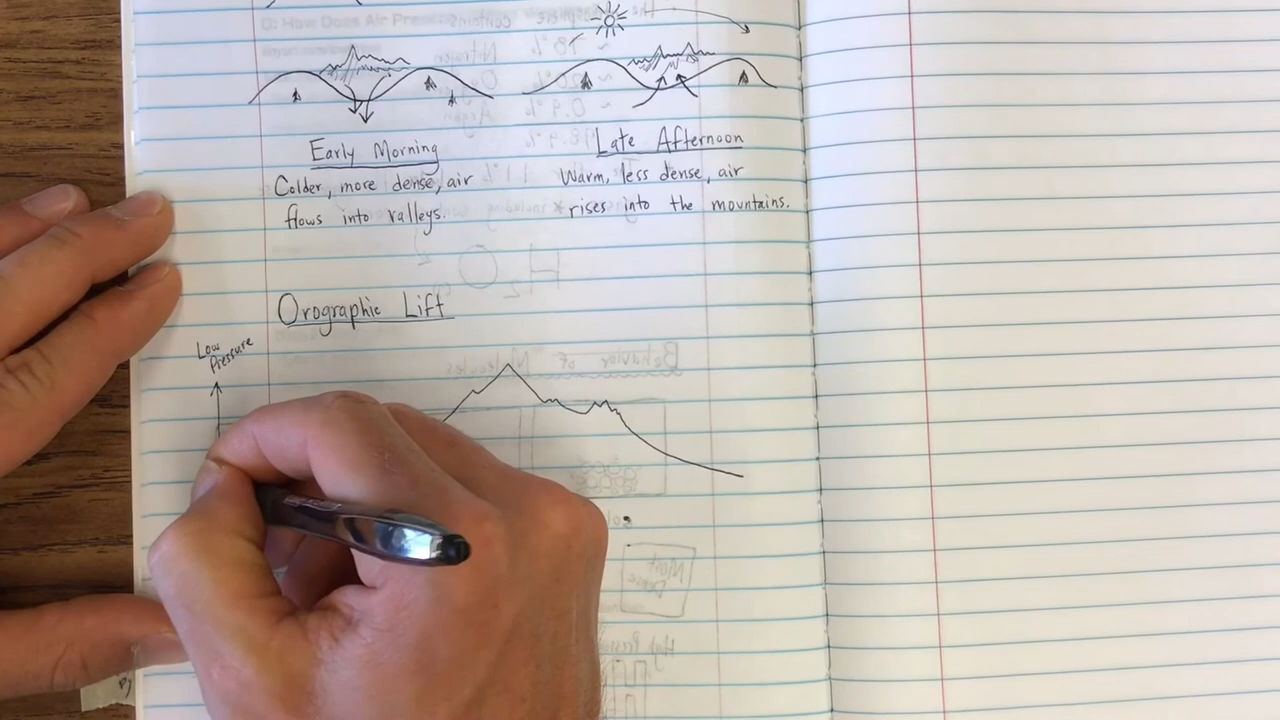 Early Morning
Colder, more dense, air
flows into valleys.
Late Afternoon
Warm, less dense, air
rises into the mountains.
Orographic Lift
Low
Pressure